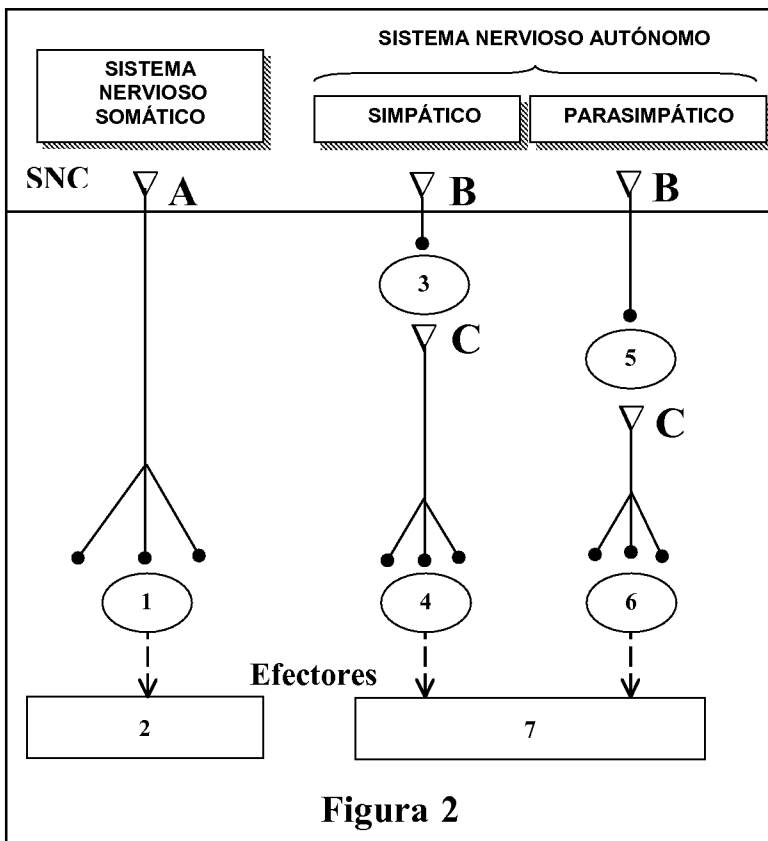 SISTEMA NERVIOSO AUTÓNOMO
SISTEMA
NERVIOSO
SOMÁTICO
SIMPÁTICO
PARASIMPÁTICO
SNC
A
B
B
3
C
5
C
1
4
6
Efectores
2
7
Figura 2